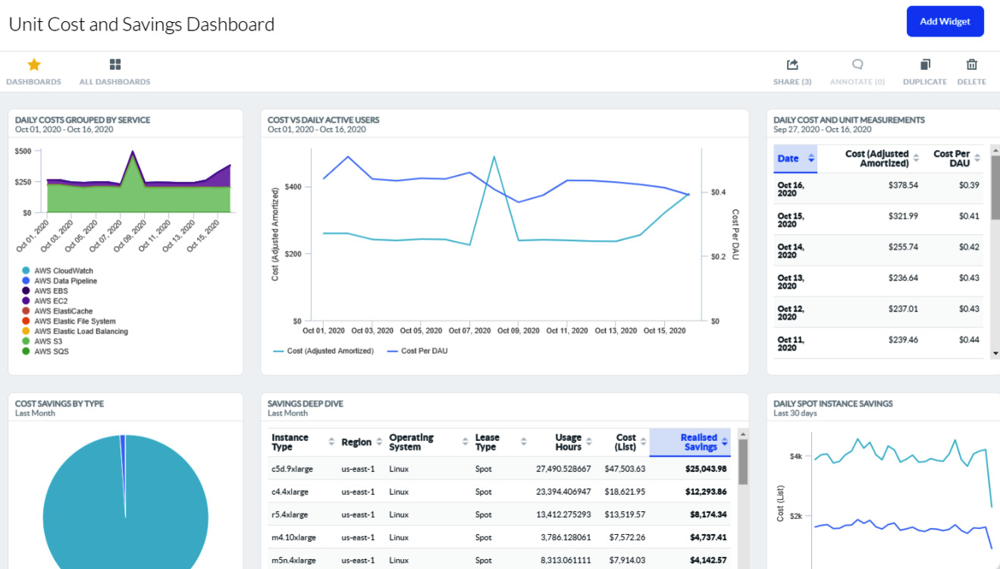 Unit Cost and Savings Dashboard
Add Widget
DASHBOARDS
ALL DASHBOARDS
SHARE (3)
ANNOTATE (0)
DUPLICATE
DELETE
DAILY COSTS GROUPED BY SERVICE
Oct 01, 2020 - Oct 16, 2020
$500
$250
$0
Oct 01, 2020
Oct 03, 2020
Oct 05, 2020
Oct 07, 2020
Oct 09, 2020
Oct 11, 2020
Oct 13, 2020
Oct 15, 2020
AWS CloudWatch
AWS Data Pipeline
AWS EBS
AWS EC2
AWS ElastiCache
AWS Elastic File System
AWS Elastic Load Balancing
AWS S3
AWS SQS
COST VS DAILY ACTIVE USERS
Oct 01, 2020 - Oct 16, 2020
Cost (Adjusted Amortized)
$400
$200
$0
$0.4
$0.2
$0
Cost Per DAU
Oct 01, 2020 Oct 03, 2020 Oct 05, 2020 Oct 07, 2020 Oct 09, 2020 Oct 11, 2020 Oct 13, 2020 Oct 15, 2020
Cost (Adjusted Amortized) Cost Per DAU
DAILY COST AND UNIT MEASUREMENTS
Sep 27, 2020 - Oct 16, 2020
Date Cost (Adjusted Amortized) Cost Per DAU
Oct 16, 2020 $378.54 $0.39
Oct 15, 2020 $321.99 $0.41
Oct 14, 2020 $255.74 $0.42
Oct 13, 2020 $236.64 $0.43
Oct 12, 2020 $237.01 $0.43
Oct 11, 2020 $239.46 $0.44
COST SAVINGS BY TYPE
Last Month
SAVINGS DEEP DIVE
Last Month
Instance Type Region Operating System Lease Type Usage Hours Cost (List) Realised Savings
c5d.9xlarge us-east-1 Linux Spot 27,490.528667 $47,503.63 $25,043.98
c4.4xlarge us-east-1 Linux Spot 23,394.406947 $18,621.95 $12,293.86
r5.4xlarge us-east-1 Linux Spot 13,412.275293 $13,519.57 $8,174.34
m4.10xlarge us-east-1 Linux Spot 3,786.128061 $7,572.26 $4,737.41
m5n.4xlarge us-east-1 Linux Spot 8,313.061111 $7,914.03 $4,142.57
DAILY SPOT INSTANCE SAVINGS
Last 30 days
Cost (List)
$4k
$2k